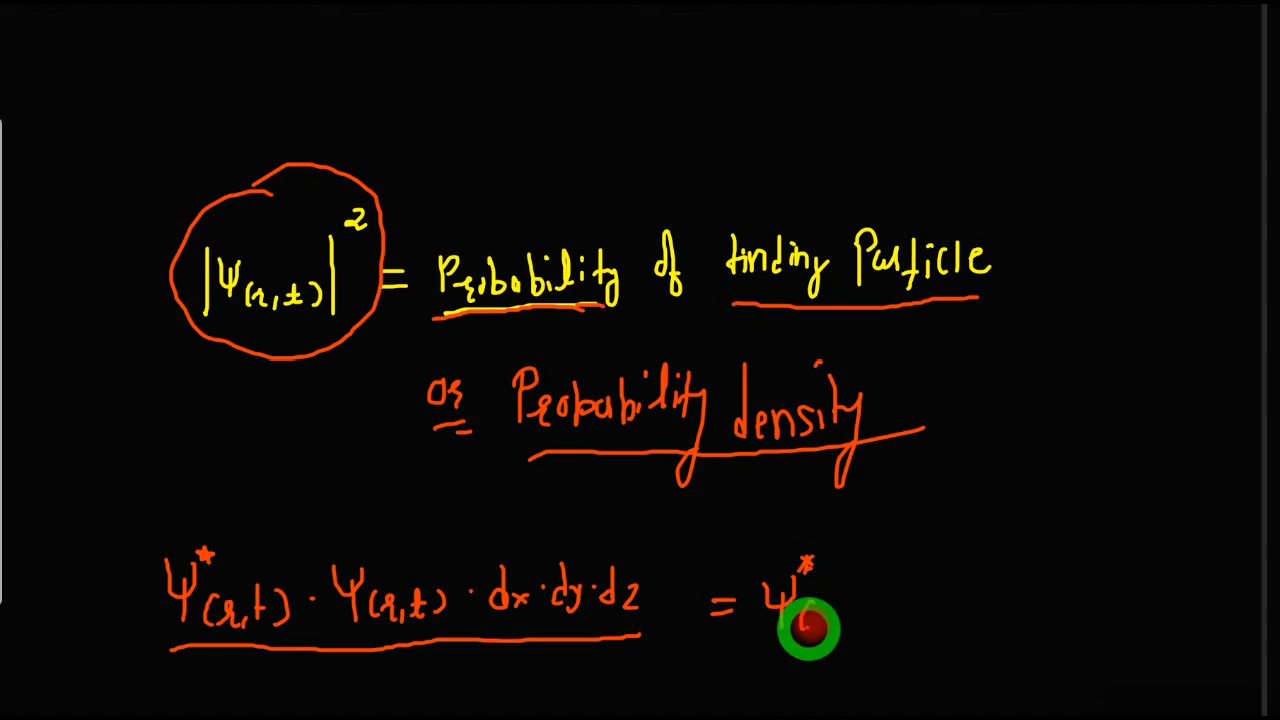 |Ψ(r,t)|² = Probability of finding Particle
or Probability density
Ψ*(r,t) · Ψ(r,t) · dx · dy · dz = Ψ*(